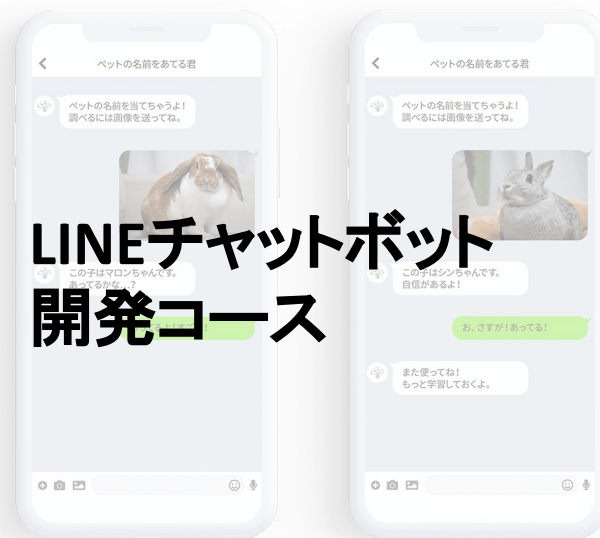 ペットの名前をあてる君
ペットの名前を当てちゃうよ！
調べるには画像を送ってね。
この子はマロンちゃんです。
あってるかな…？
ペットの名前をあてる君
ペットの名前を当てちゃうよ！
調べるには画像を送ってね。
この子はシンちゃんです。
自信があるよ！
お、さすが！あってる！
また使ってね！
もっと学習しておくよ。
LINEチャットボット
開発コース